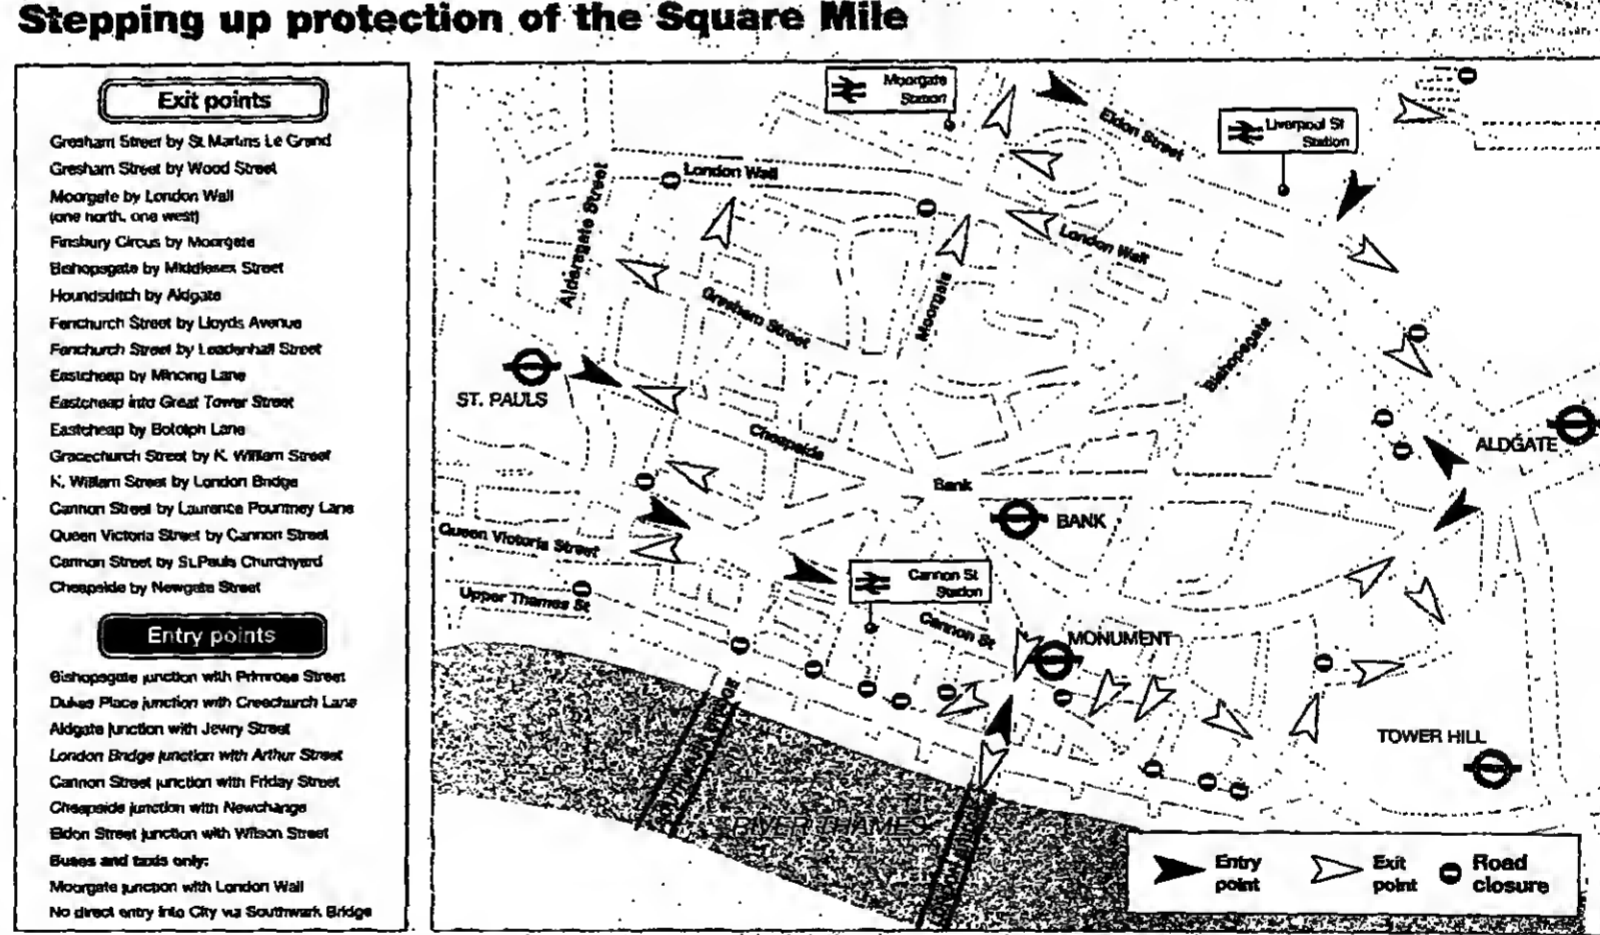 Stepping up protection of the Square Mile
Exit points
Gresham Street by St. Martins Le Grand
Gresham Street by Wood Street
Moorgate by London Wall
(one north, one west)
Finsbury Circus by Moorgate
Bishopsgate by Middlesex Street
Houndsditch by Aldgate
Fenchurch Street by Lloyds Avenue
Fenchurch Street by Leadenhall Street
Eastcheap by Mincing Lane
Eastcheap into Great Tower Street
Eastcheap by Botolph Lane
Gracechurch Street by K. William Street
K. William Street by London Bridge
Cannon Street by Laurence Pountney Lane
Queen Victoria Street by Cannon Street
Cannon Street by St.Pauls Churchyard
Cheapside by Newgate Street
Entry points
Bishopsgate junction with Primrose Street
Dukes Place junction with Creechurch Lane
Aldgate junction with Jewry Street
London Bridge junction with Arthur Street
Cannon Street junction with Friday Street
Cheapside junction with Newchange
Eldon Street junction with Wilson Street
Buses and taxis only:
Moorgate junction with London Wall
No direct entry into City via Southwark Bridge
Moorgate
Station
Eldon Street
Liverpool St
Station
London Wall
Aldersgate Street
London Wall
Gresham Street
Moorgate
Bishopsgate
ST. PAULS
Cheapside
ALDGATE
Bank
BANK
Queen Victoria Street
Cannon St
Station
Upper Thames St
Cannon St
MONUMENT
SOUTHWARK BRIDGE
TOWER HILL
RIVER THAMES
LONDON BRIDGE
Entry
point
Exit
point
Road
closure